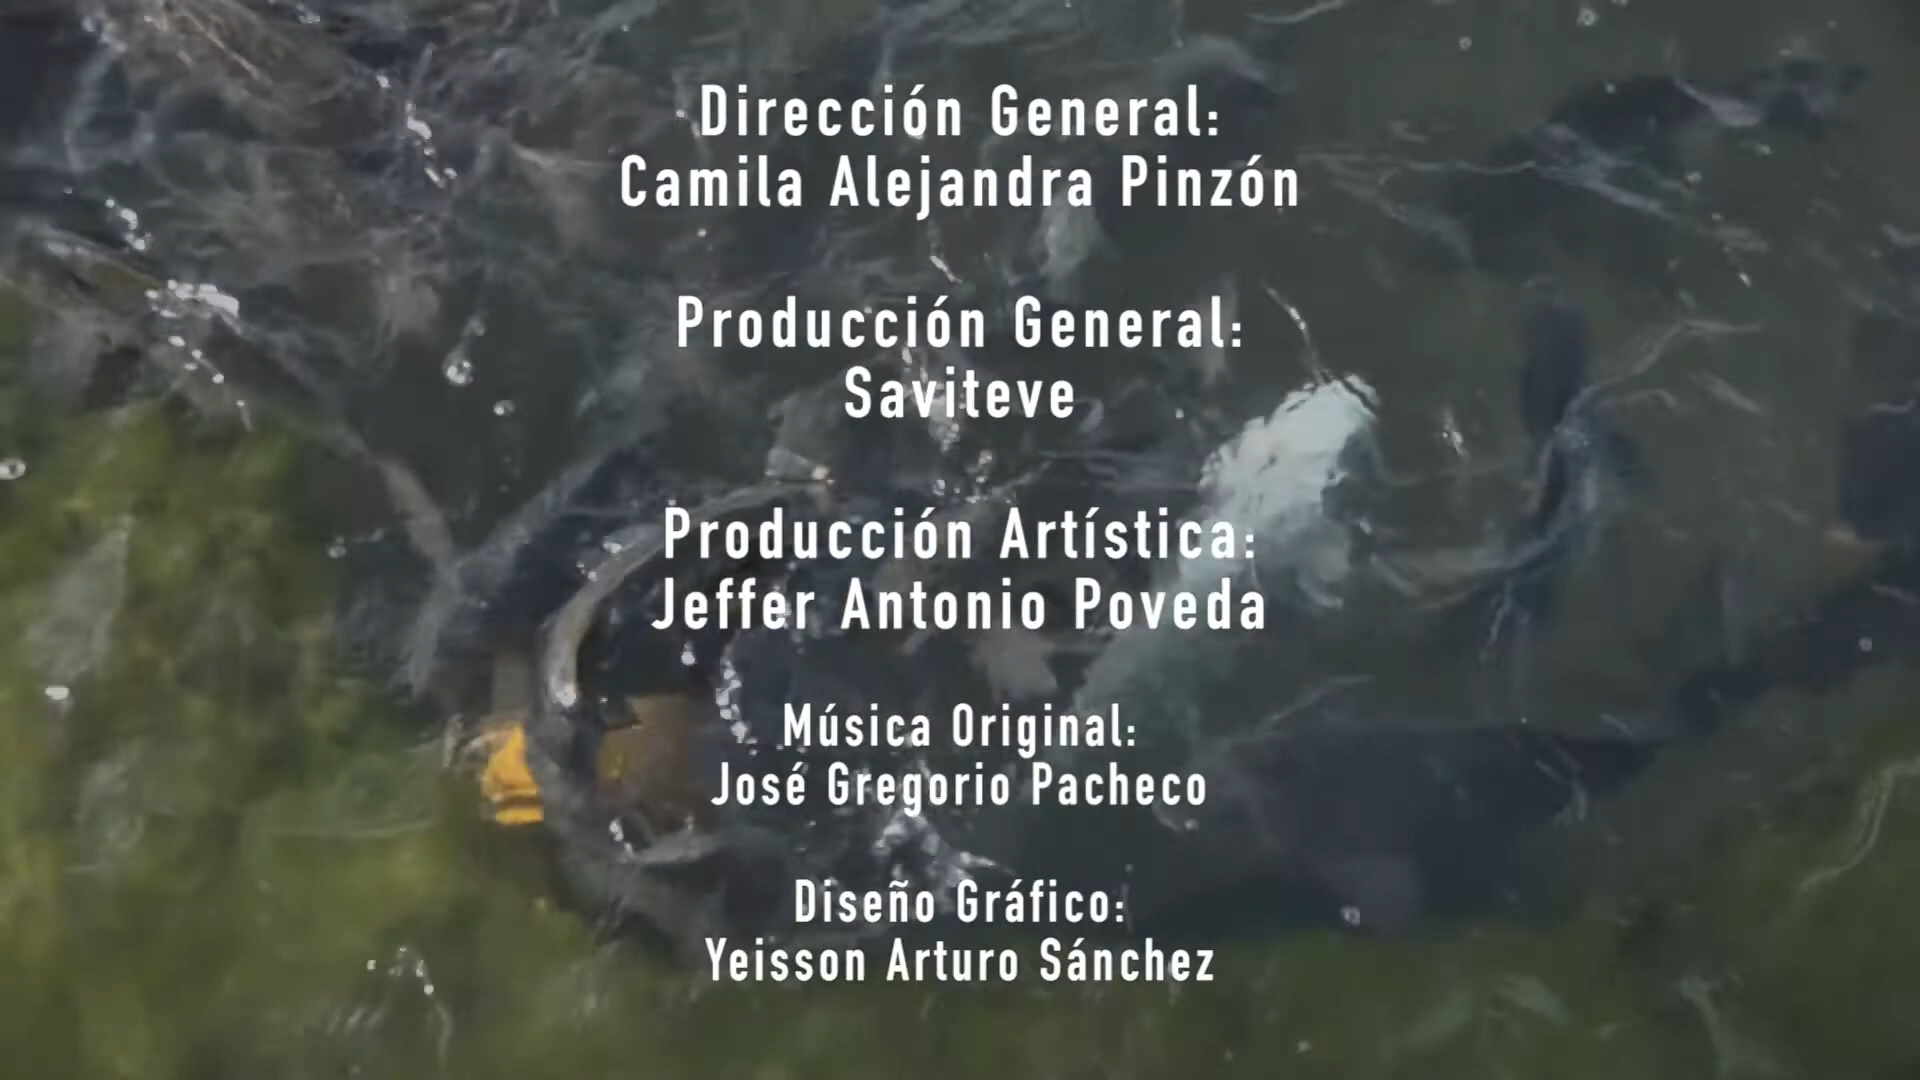 Dirección General:
Camila Alejandra Pinzón
Producción General:
Saviteve
Producción Artística:
Jeffer Antonio Poveda
Música Original:
José Gregorio Pacheco
Diseño Gráfico:
Yeisson Arturo Sánchez